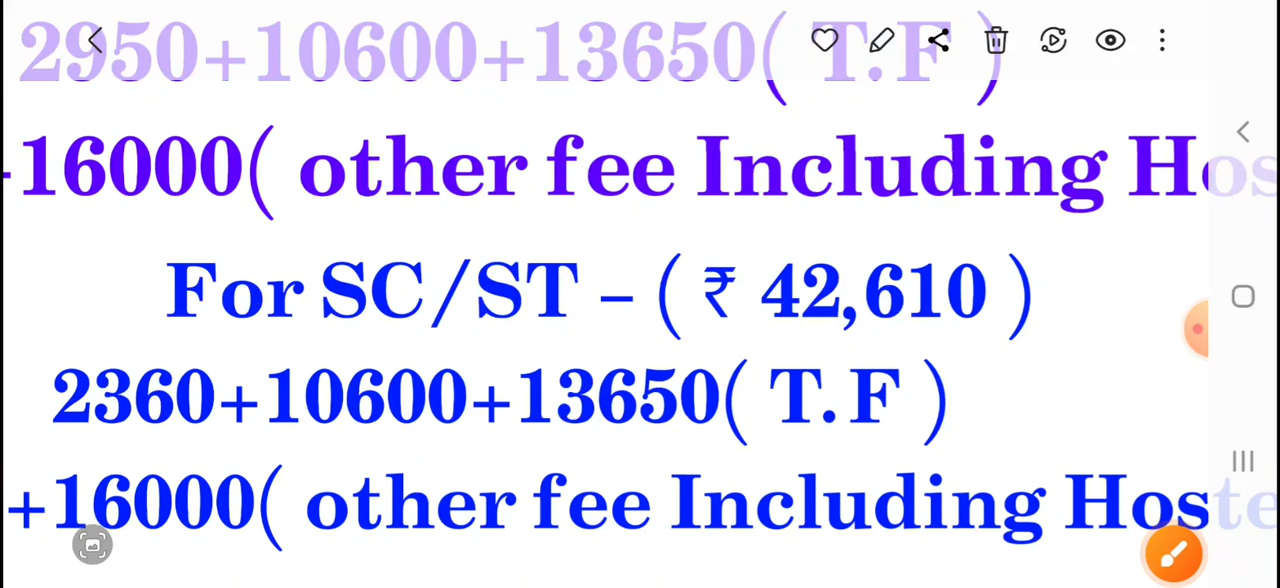 2950+10600+13650( T.F )
16000( other fee Including Hos
For SC/ST – ( ₹ 42,610 )
2360+10600+13650( T.F )
+16000( other fee Including Hoste